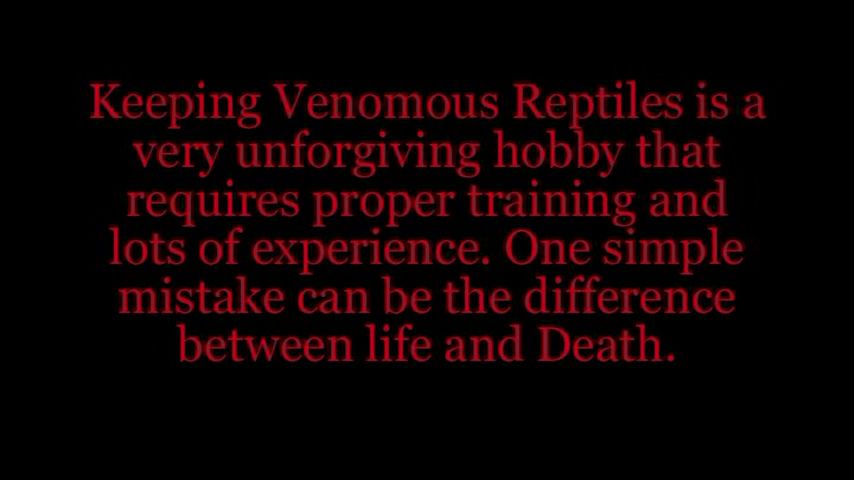 Keeping Venomous Reptiles is a
very unforgiving hobby that
requires proper training and
lots of experience. One simple
mistake can be the difference
between life and Death.